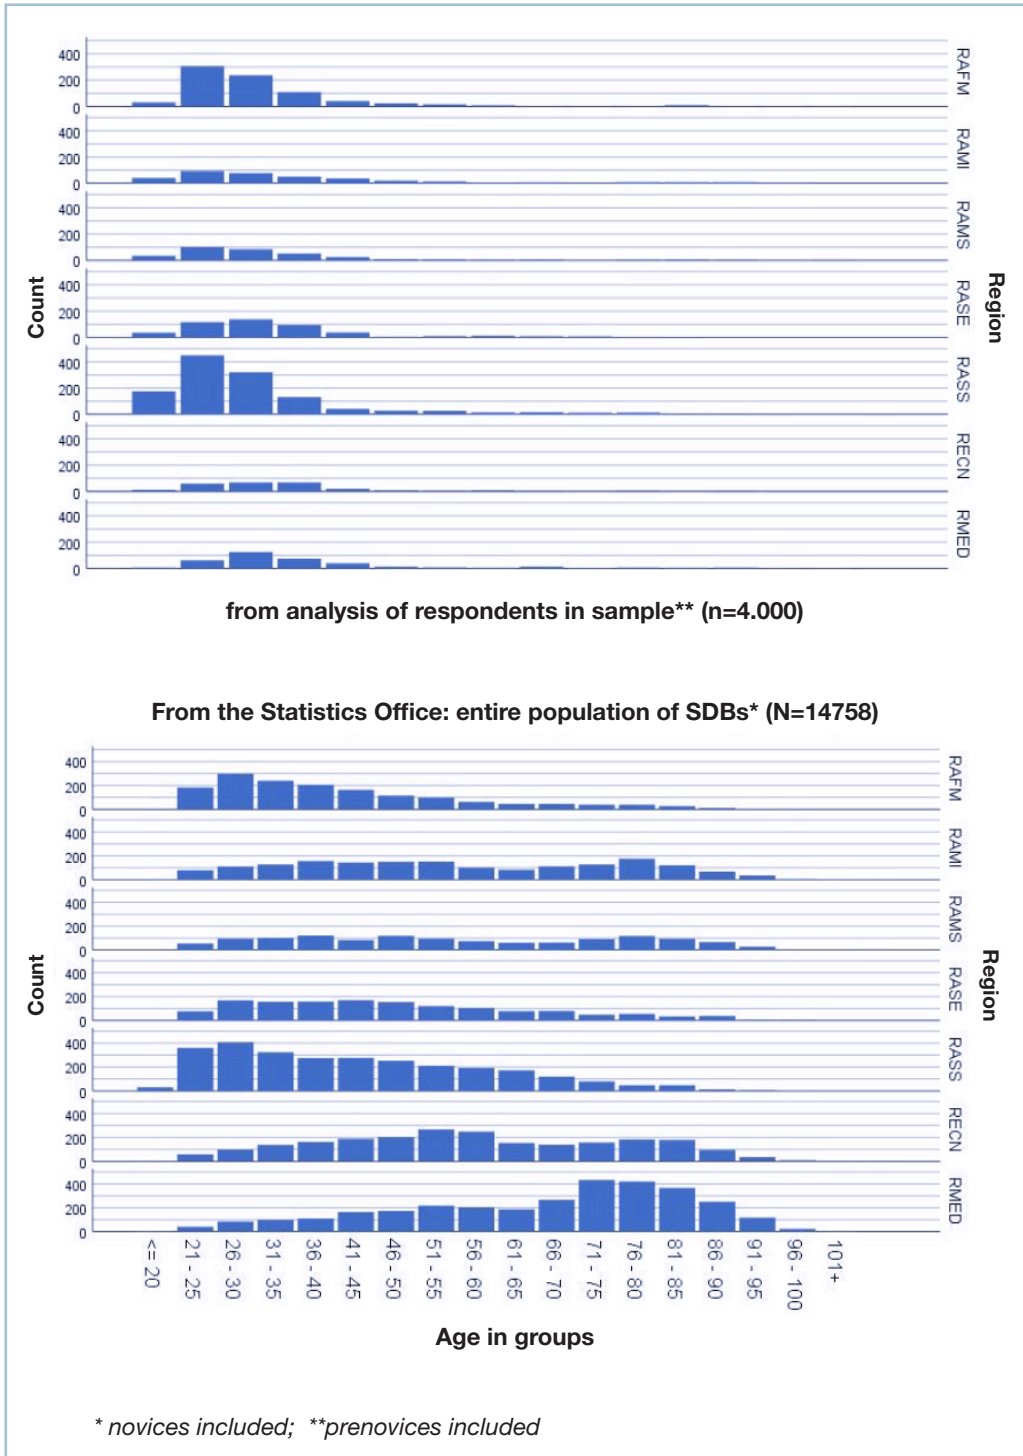 400
200
0
RAFM
400
200
0
RAMI
400
200
0
RAMS
400
200
0
RASE
400
200
0
RASS
400
200
0
RECN
400
200
0
RMED
Count
Region
from analysis of respondents in sample** (n=4.000)
From the Statistics Office: entire population of SDBs* (N=14758)
400
200
0
RAFM
400
200
0
RAMI
400
200
0
RAMS
400
200
0
RASE
400
200
0
RASS
400
200
0
RECN
400
200
0
RMED
Count
Region
<= 20
21 - 25
26 - 30
31 - 35
36 - 40
41 - 45
46 - 50
51 - 55
56 - 60
61 - 65
66 - 70
71 - 75
76 - 80
81 - 85
86 - 90
91 - 95
96 - 100
101+
Age in groups
* novices included; **prenovices included